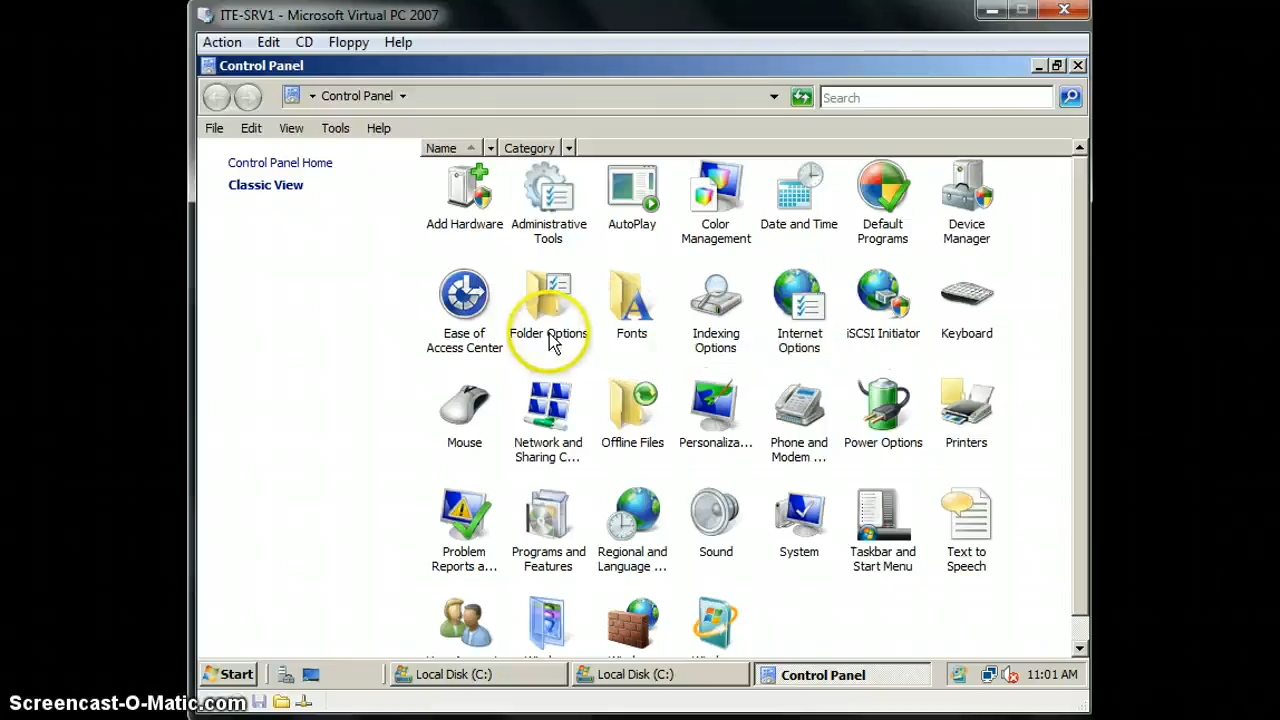 ITE-SRV1 - Microsoft Virtual PC 2007
Action Edit CD Floppy Help
Control Panel
Control Panel
Search
File Edit View Tools Help
Name Category
Control Panel Home
Classic View
Add Hardware
Administrative
Tools
AutoPlay
Color
Management
Date and Time
Default
Programs
Device
Manager
Ease of
Access Center
Folder Options
Fonts
Indexing
Options
Internet
Options
iSCSI Initiator
Keyboard
Mouse
Network and
Sharing C...
Offline Files
Personaliza...
Phone and
Modem ...
Power Options
Printers
Problem
Reports a...
Programs and
Features
Regional and
Language ...
Sound
System
Taskbar and
Start Menu
Text to
Speech
Start
Local Disk (C:)
Local Disk (C:)
Control Panel
11:01 AM
Screencast-O-Matic.com